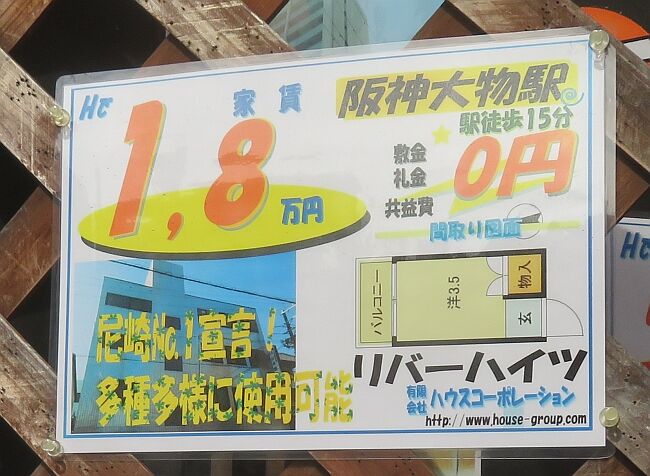 Hで
家賃
1,8
万円
阪神大物駅
駅徒歩15分
敷金
礼金
共益費
0円
間取り図面
バルコニー
洋3.5
物入
玄
尼崎No.1宣言！
多種多様に使用可能
リバーハイツ
有限会社 ハウスコーポレーション
http://www.house-group.com
Hで